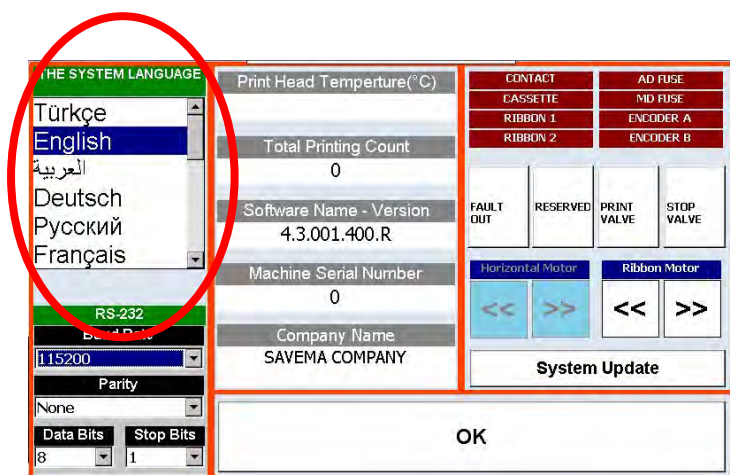 THE SYSTEM LANGUAGE
Türkçe
English
العربية
Deutsch
Русский
Français
RS-232
Baud Rate
115200
Parity
None
Data Bits
Stop Bits
8
1
Print Head Temperture(°C)
Total Printing Count
0
Software Name - Version
4.3.001.400.R
Machine Serial Number
0
Company Name
SAVEMA COMPANY
CONTACT
AD FUSE
CASSETTE
MD FUSE
RIBBON 1
ENCODER A
RIBBON 2
ENCODER B
FAULT
OUT
RESERVED
PRINT
VALVE
STOP
VALVE
Horizontal Motor
Ribbon Motor
<< >>
<< >>
System Update
OK